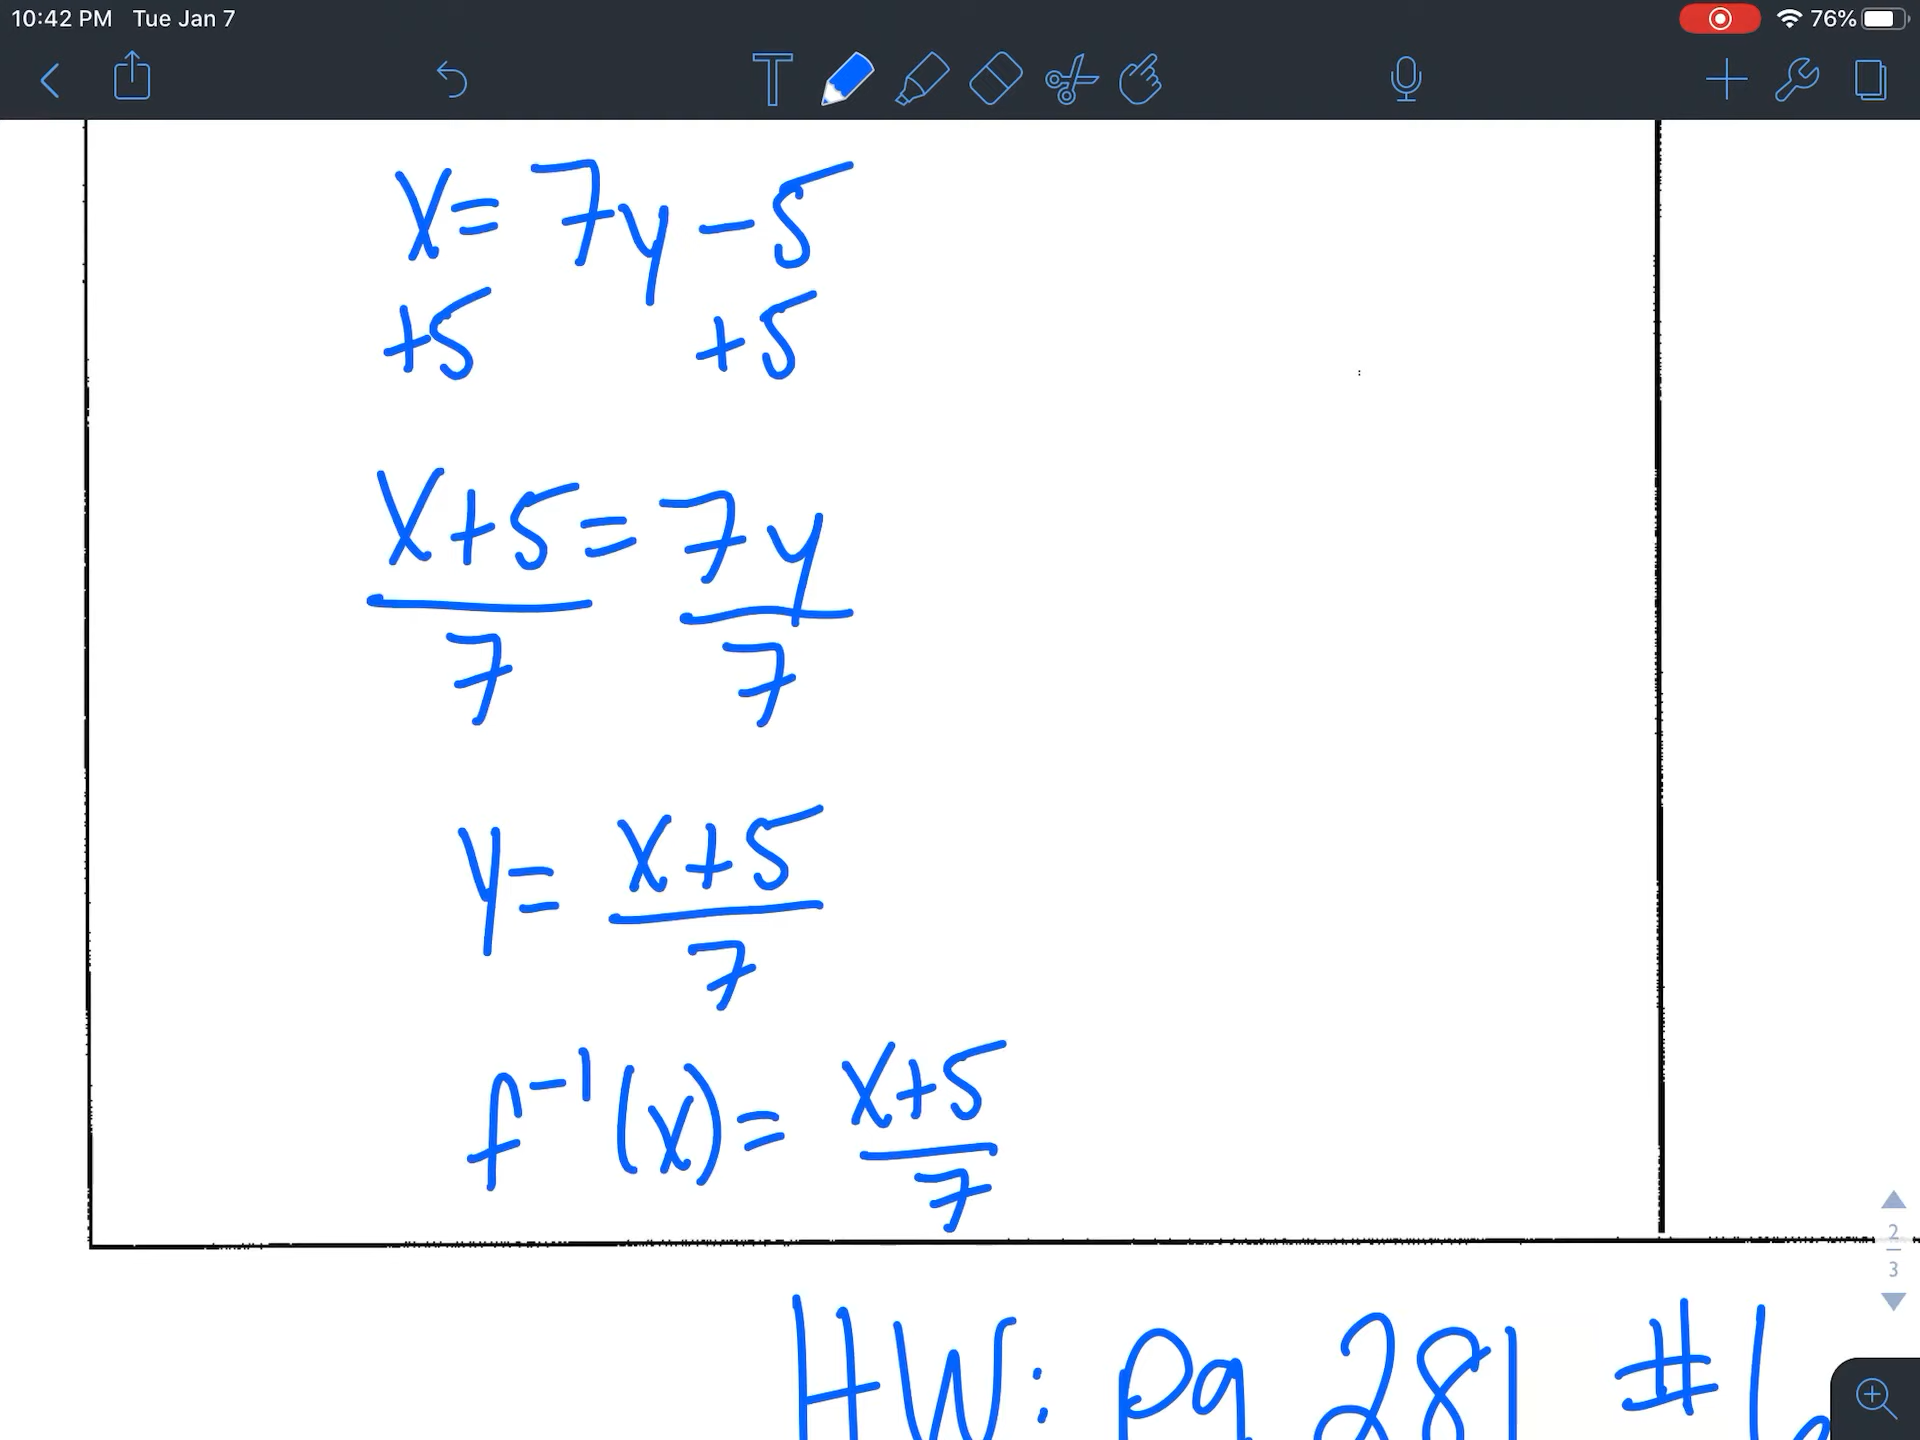 10:42 PM Tue Jan 7 76%
T
x = 7y - 5
+5 +5
x+5 = 7y
7 7
y = x+5
7
f⁻¹(x) = x+5
7
2
3
HW: pg 281 #